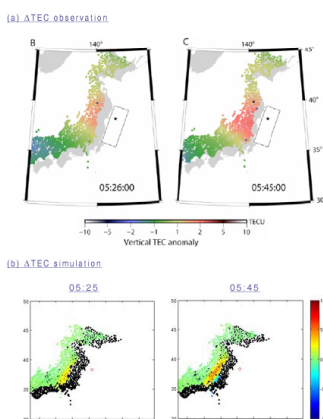 (a) ΔTEC observation
B 140° C 140° 45°
40°
35°
05:26:00 05:45:00
TECU
-10 -5 -2 -1 1 2 5 10
Vertical TEC anomaly
(b) ΔTEC simulation
05:25 05:45
50 50
45 45
40 40
35 35
30 30